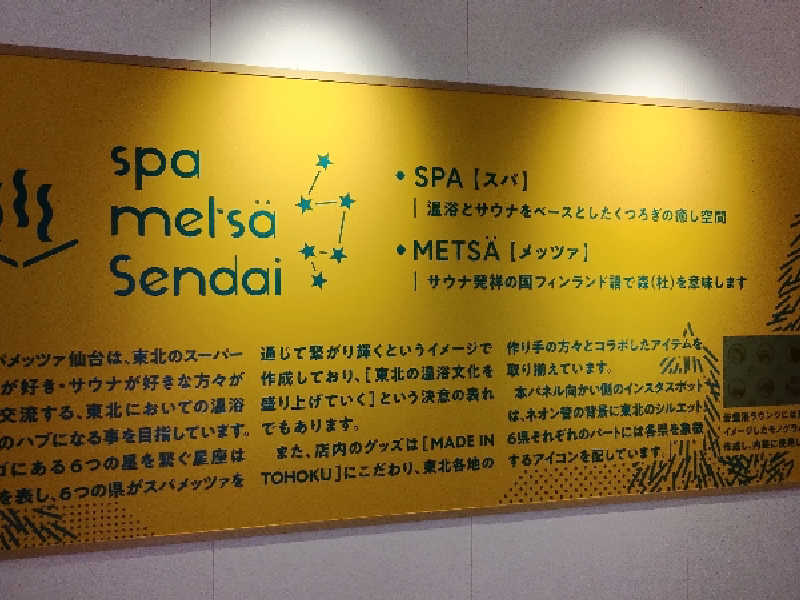 spa
metsä
Sendai
• SPA【スパ】
温浴とサウナをベースとしたくつろぎの癒し空間
• METSÄ【メッツァ】
サウナ発祥の国フィンランド語で森(杜)を意味します
メッツァ仙台は、東北のスーパー
が好き・サウナが好きな方々が
交流する、東北においての温浴
のハブになる事を目指しています。
にある6つの星を繋ぐ星座は
を表し、6つの県がスパメッツァを
通じて繋がり輝くというイメージで
作成しており、[東北の温浴文化を
盛り上げていく]という決意の表れ
でもあります。
また、店内のグッズは[MADE IN
TOHOKU]にこだわり、東北各地の
作り手の方々とコラボしたアイテムを
取り揃えています。
本パネル向かい側のインスタスポット
は、ネオン管の背景に東北のシルエット
6県それぞれのパートには各県を象徴
するアイコンを配しています。